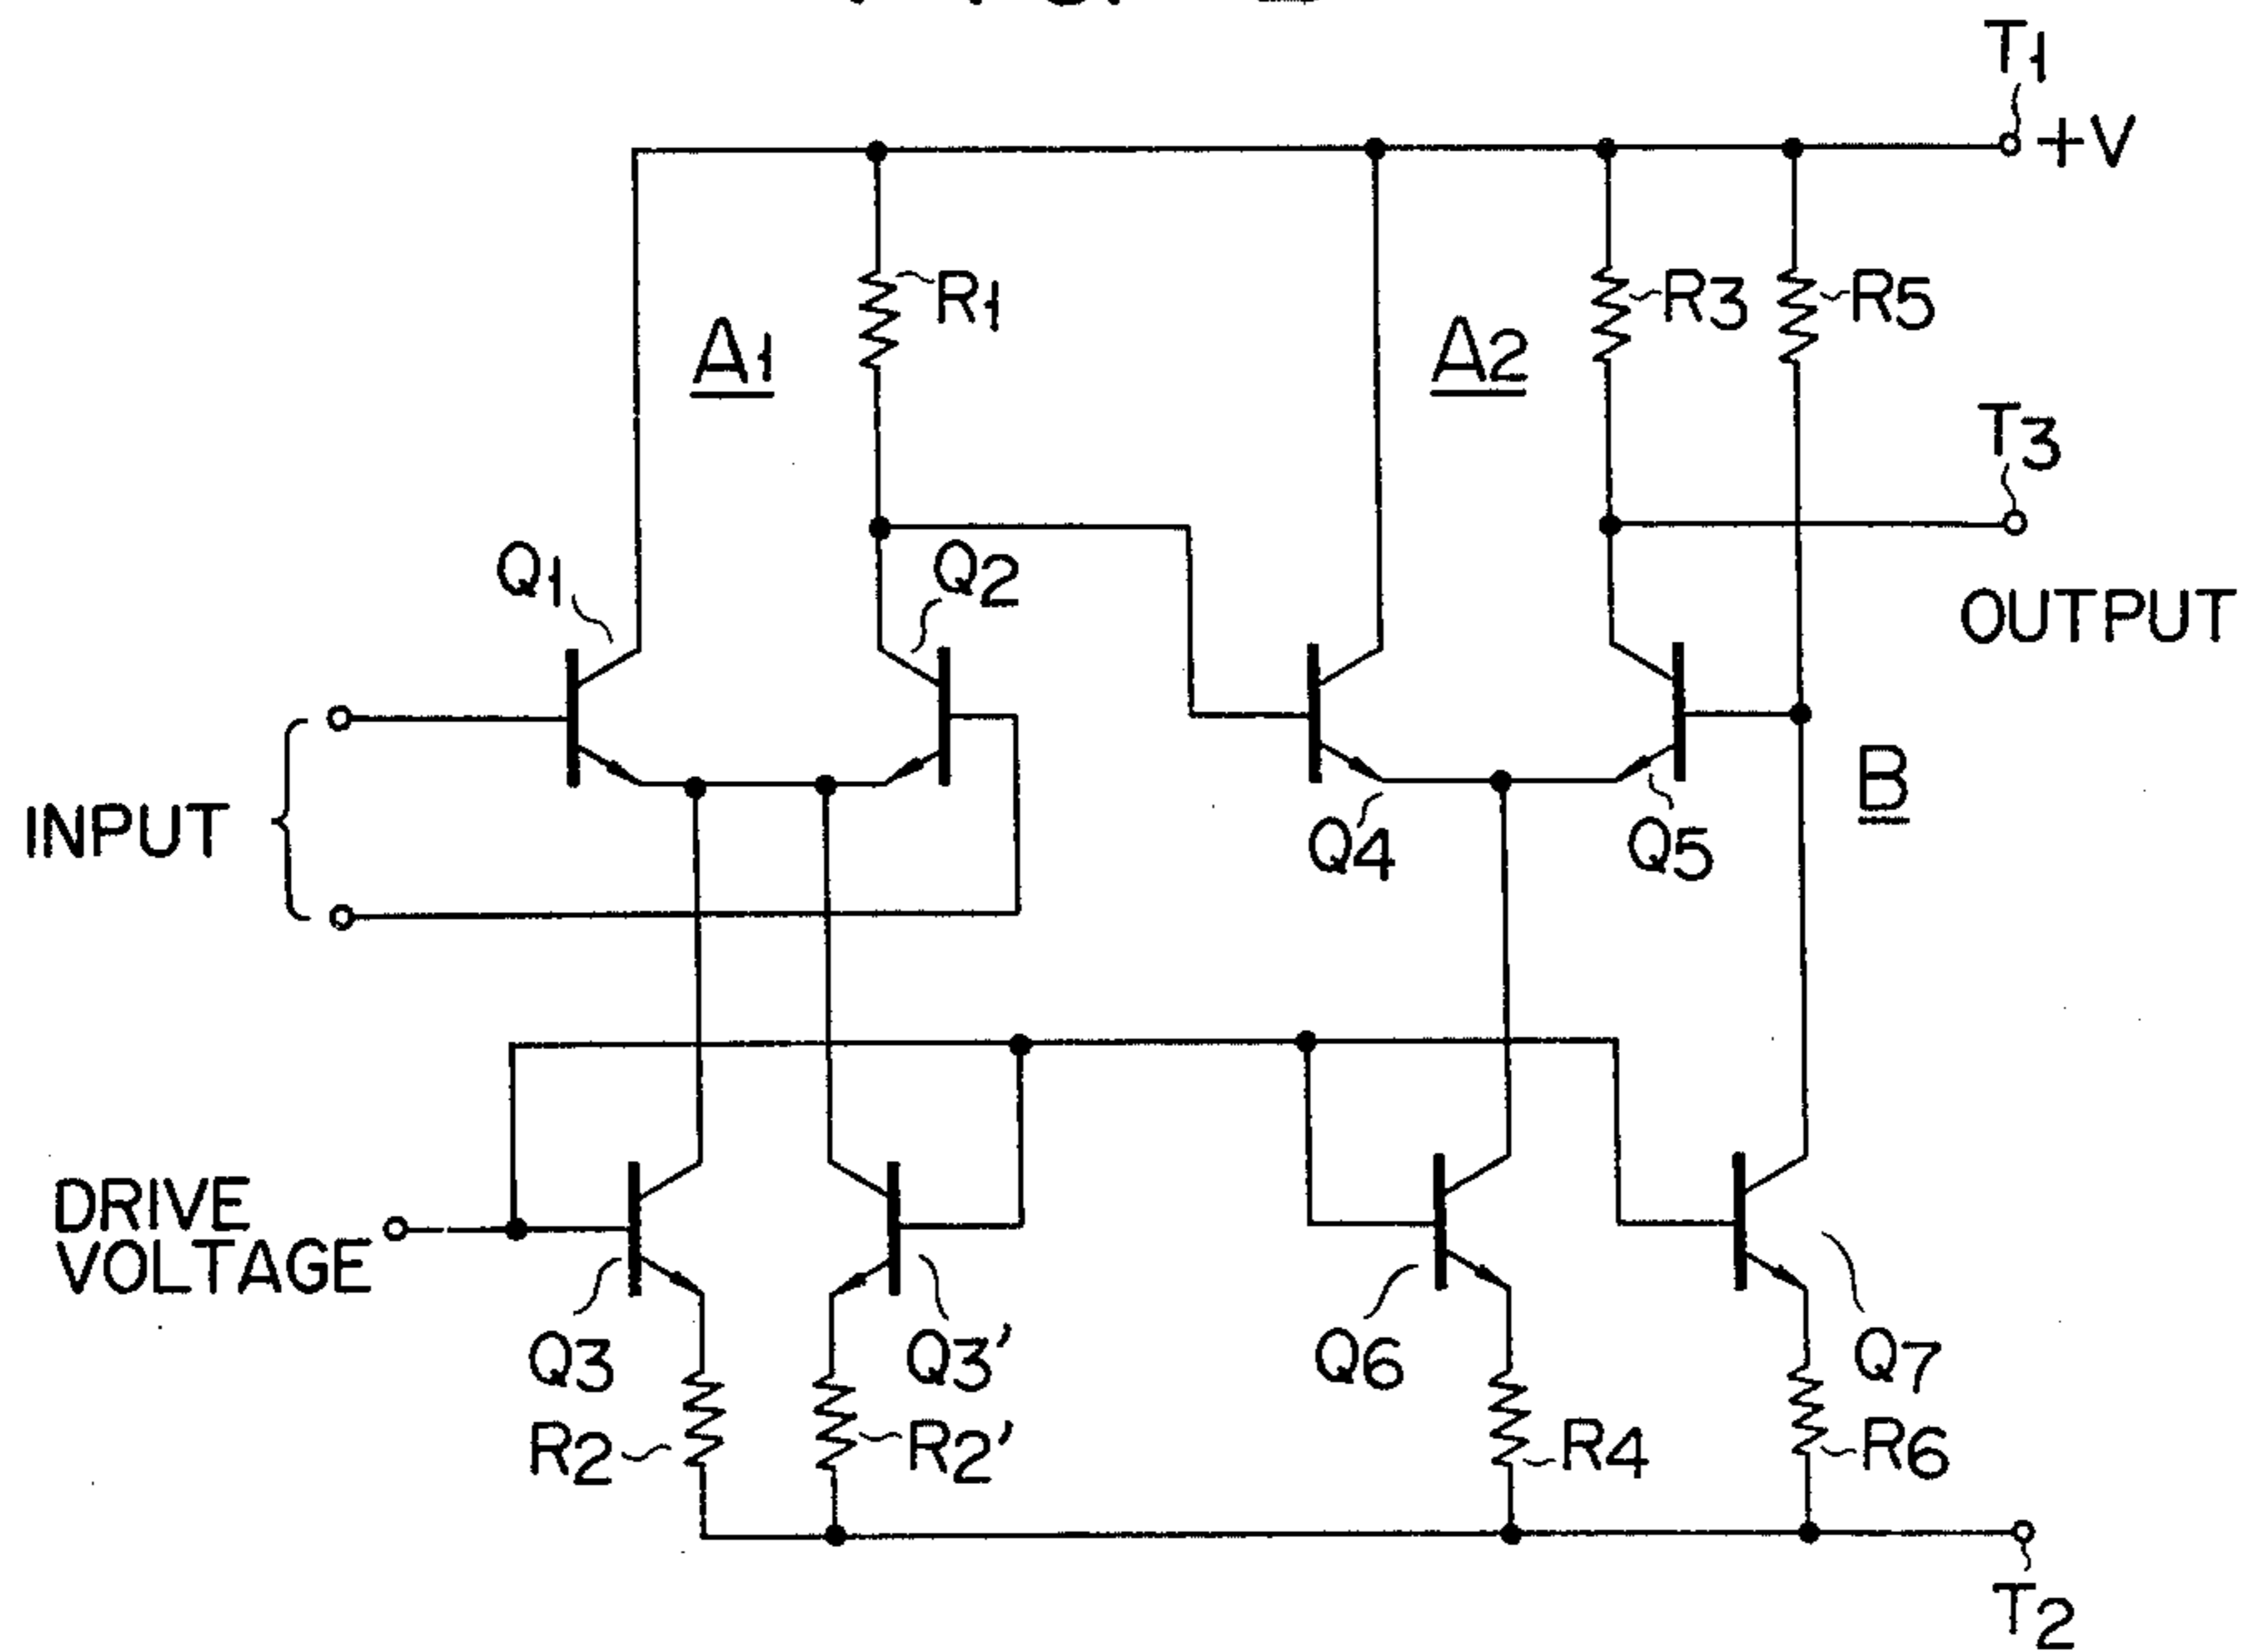 T1
+V
R1
R3
R5
A1
A2
T3
Q1
Q2
OUTPUT
B
INPUT
Q4
Q5
DRIVE
VOLTAGE
Q3
Q3'
Q6
Q7
R2
R2'
R4
R6
T2